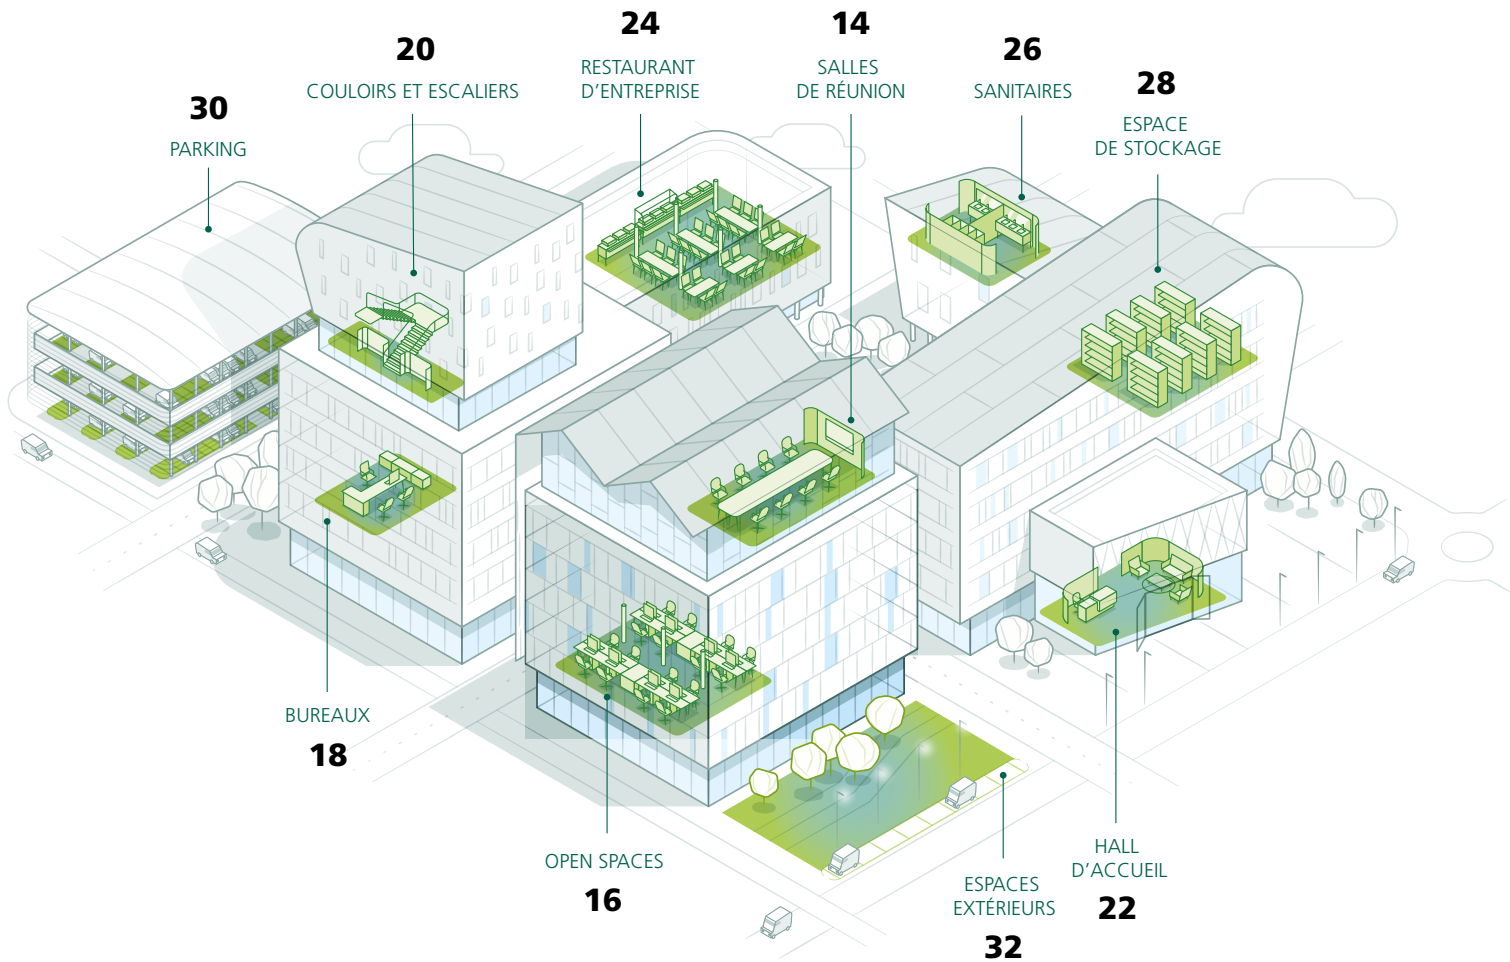 24
RESTAURANT
D'ENTREPRISE
14
SALLES
DE RÉUNION
20
COULOIRS ET ESCALIERS
26
SANITAIRES
28
ESPACE
DE STOCKAGE
30
PARKING
BUREAUX
18
OPEN SPACES
16
HALL
D'ACCUEIL
22
ESPACES
EXTÉRIEURS
32